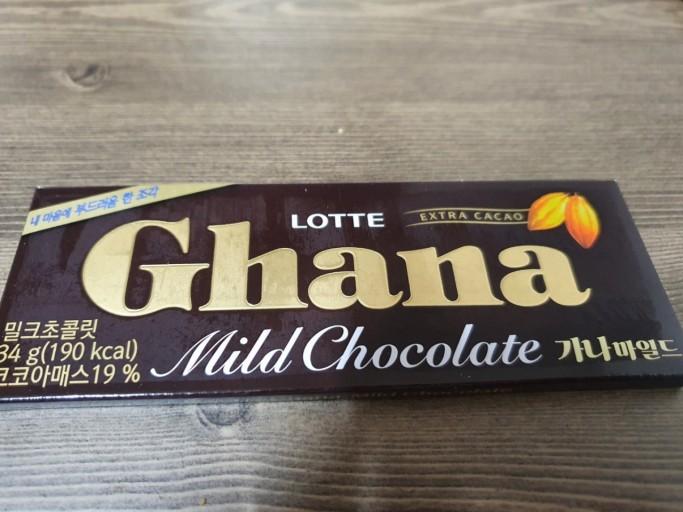 내 마음에 부드러움 한 조각
LOTTE
EXTRA CACAO
Ghana
Mild Chocolate
가나마일드
밀크초콜릿
34 g(190 kcal)
코코아매스19 %